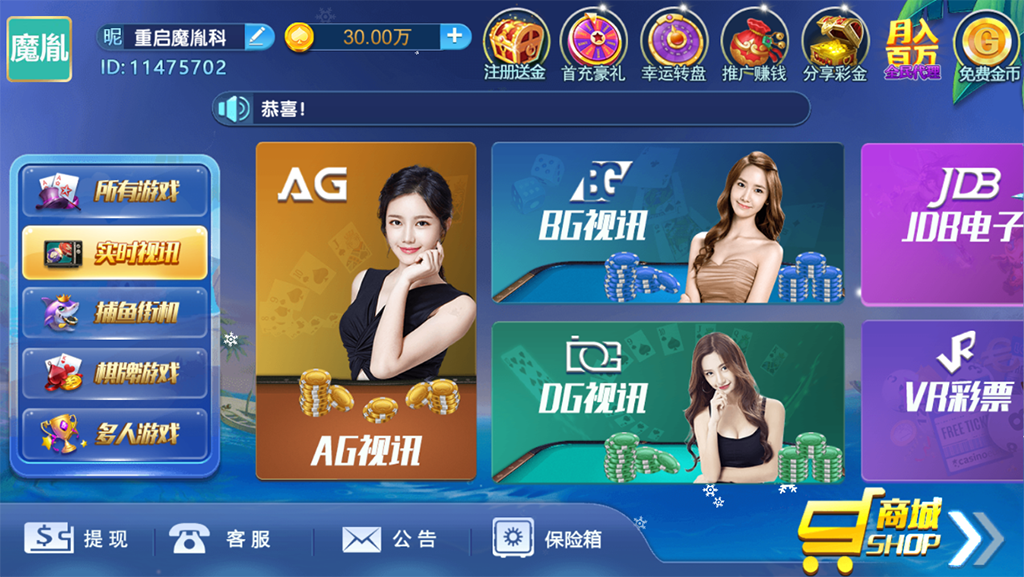 魔胤
昵 重启魔胤科
30.00万
ID:11475702
注册送金
首充豪礼
幸运转盘
推广赚钱
分享彩金
月入
百万
全民代理
G
免费金币
恭喜!
所有游戏
实时视讯
捕鱼街机
棋牌游戏
多人游戏
AG
AG视讯
BG
BG视讯
DG
DG视讯
JDB
JDB电子
VR
VR彩票
FREE TICK
casino
提现
客服
公告
保险箱
商城
SHOP